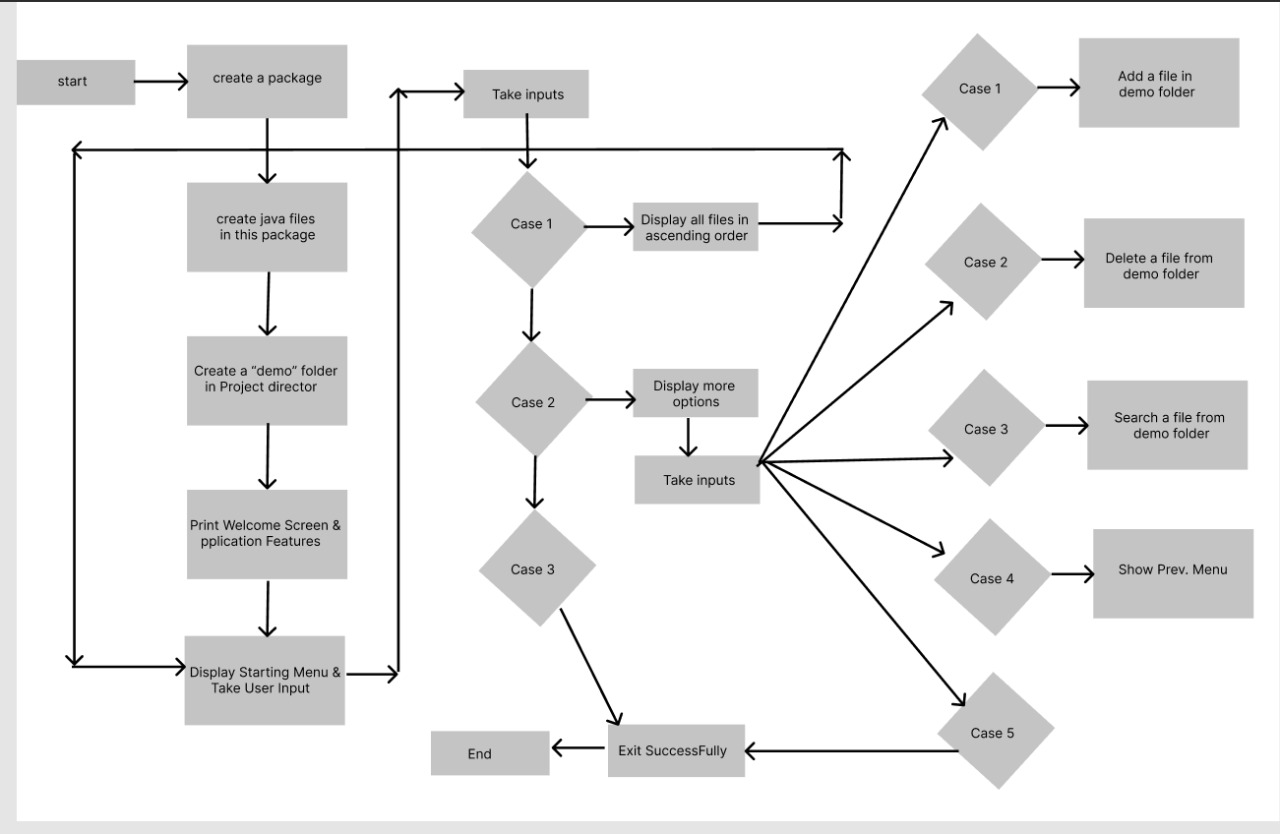 start
create a package
create java files
in this package
Create a “demo” folder
in Project director
Print Welcome Screen &
pplication Features
Display Starting Menu &
Take User Input
Take inputs
Case 1
Display all files in
ascending order
Case 2
Display more
options
Take inputs
Case 3
Exit SuccessFully
End
Case 1
Add a file in
demo folder
Case 2
Delete a file from
demo folder
Case 3
Search a file from
demo folder
Case 4
Show Prev. Menu
Case 5